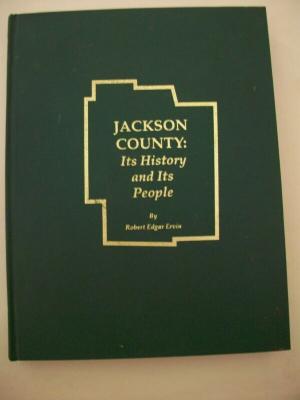 JACKSON
COUNTY:
Its History
and Its
People
By
Robert Edgar Ervin